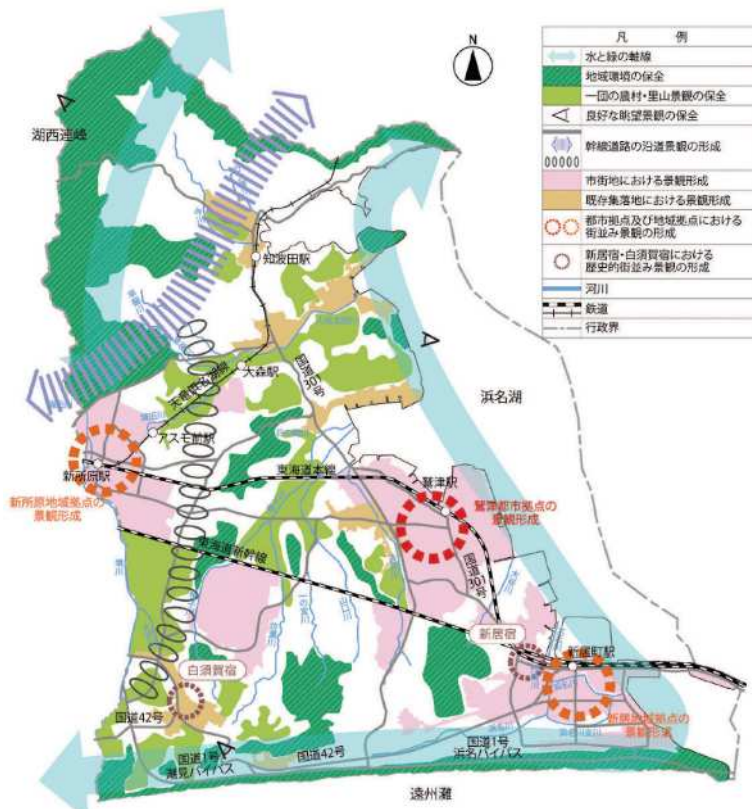 N
凡　例
水と緑の軸線
地域環境の保全
一団の農村・里山景観の保全
良好な眺望景観の保全
幹線道路の沿道景観の形成
市街地における景観形成
既存集落地における景観形成
都市拠点及び地域拠点における
街並み景観の形成
新居宿・白須賀宿における
歴史的街並み景観の形成
河川
鉄道
行政界
湖西連峰
知波田駅
大森駅
天竜浜名湖線
国道301号
浜名湖
アスモ前駅
新所原駅
新所原地域拠点の
景観形成
東海道本線
鷲津駅
鷲津都市拠点の
景観形成
東海道新幹線
国道301号
一の宮川
新居宿
新居町駅
白須賀宿
新居地域拠点の
景観形成
国道42号
国道1号
潮見バイパス
国道42号
国道1号
浜名バイパス
遠州灘